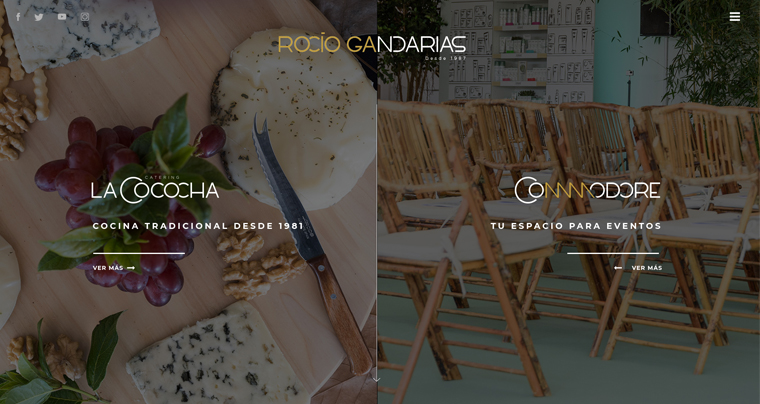 ROCÍO GANDARIAS
Desde 1981
CATERING
LA COCOCHA
COCINA TRADICIONAL DESDE 1981
VER MÁS
COMMODORE
TU ESPACIO PARA EVENTOS
VER MÁS